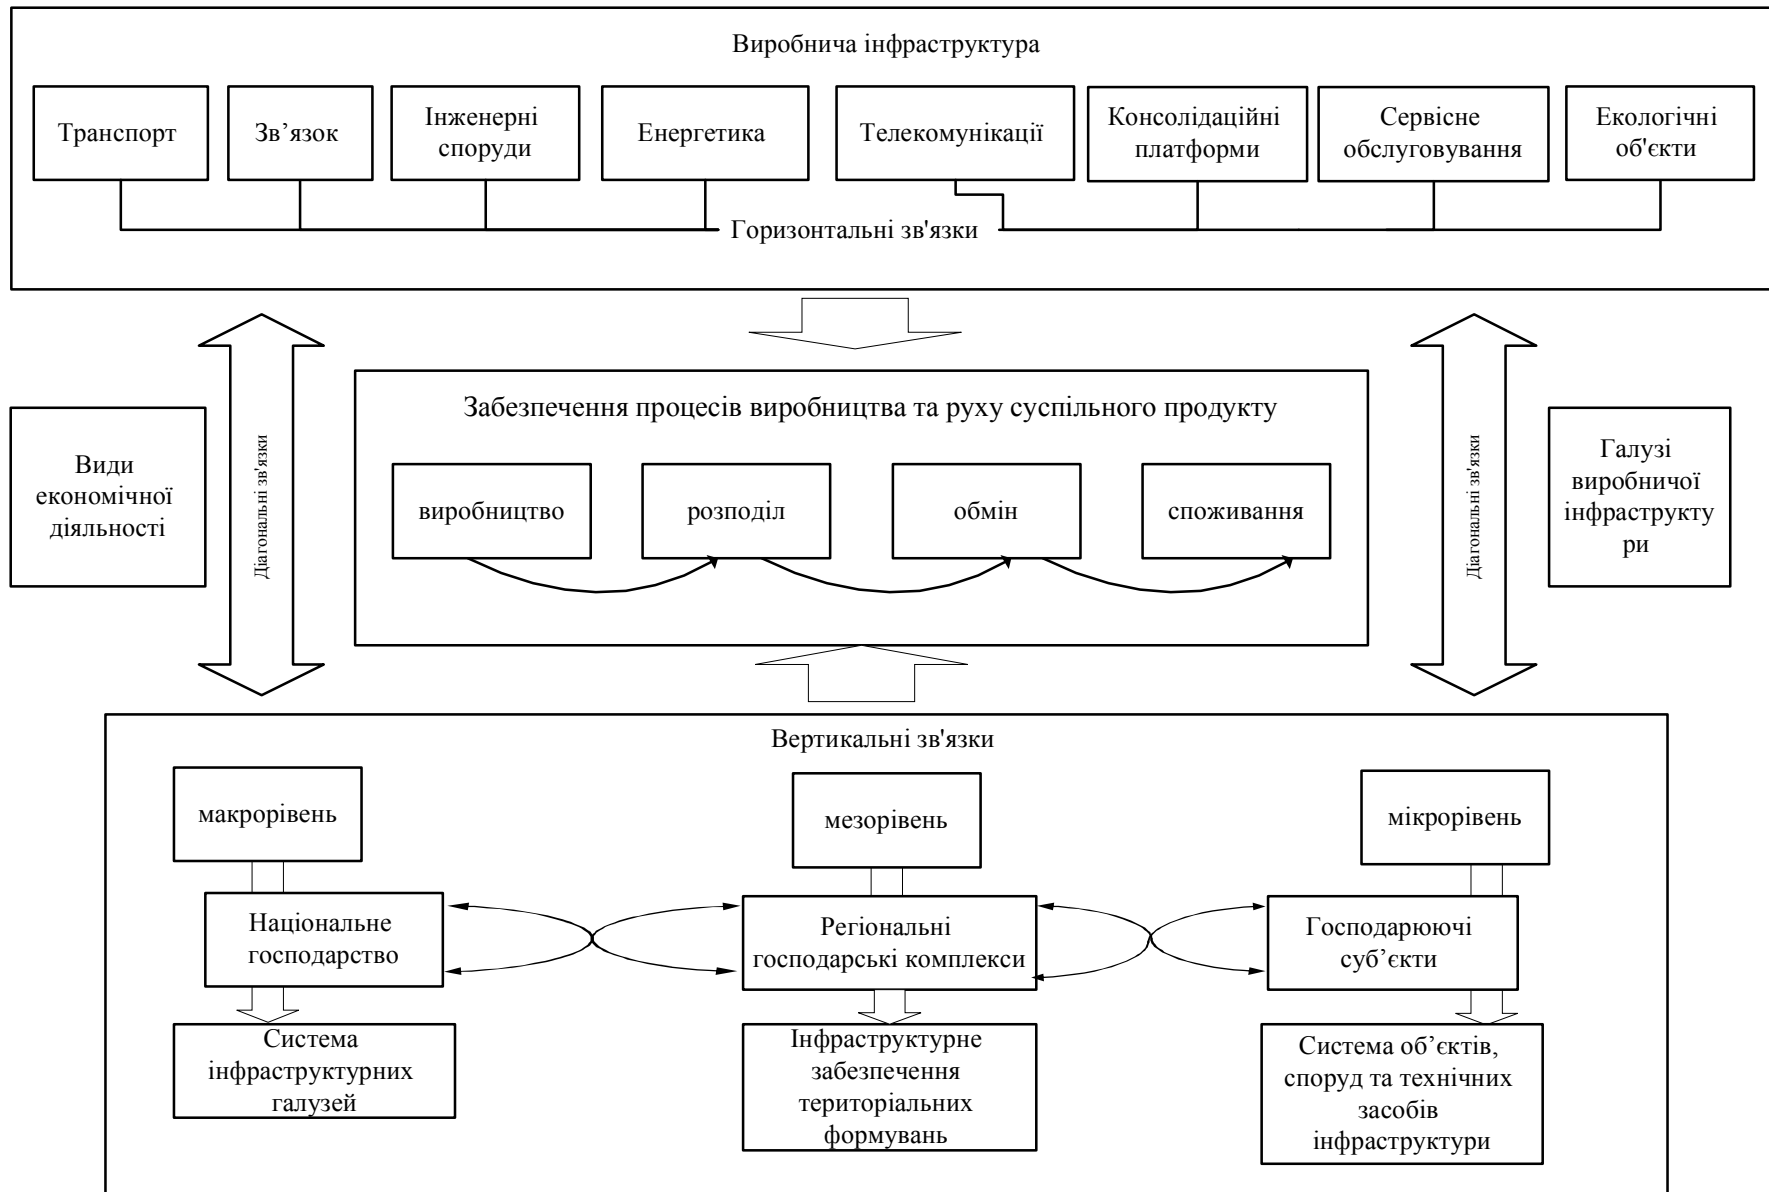 Виробнича інфраструктура
Транспорт
Зв’язок
Інженерні
споруди
Енергетика
Телекомунікації
Консолідаційні
платформи
Сервісне
обслуговування
Екологічні
об'єкти
Горизонтальні зв'язки
Види
економічної
діяльності
Діагональні зв'язки
Забезпечення процесів виробництва та руху суспільного продукту
виробництво
розподіл
обмін
споживання
Діагональні зв'язки
Галузі
виробничої
інфраструкту
ри
Вертикальні зв'язки
макрорівень
мезорівень
мікрорівень
Національне
господарство
Регіональні
господарські комплекси
Господарюючі
суб’єкти
Система
інфраструктурних
галузей
Інфраструктурне
забезпечення
територіальних
формувань
Система об’єктів,
споруд та технічних
засобів
інфраструктури